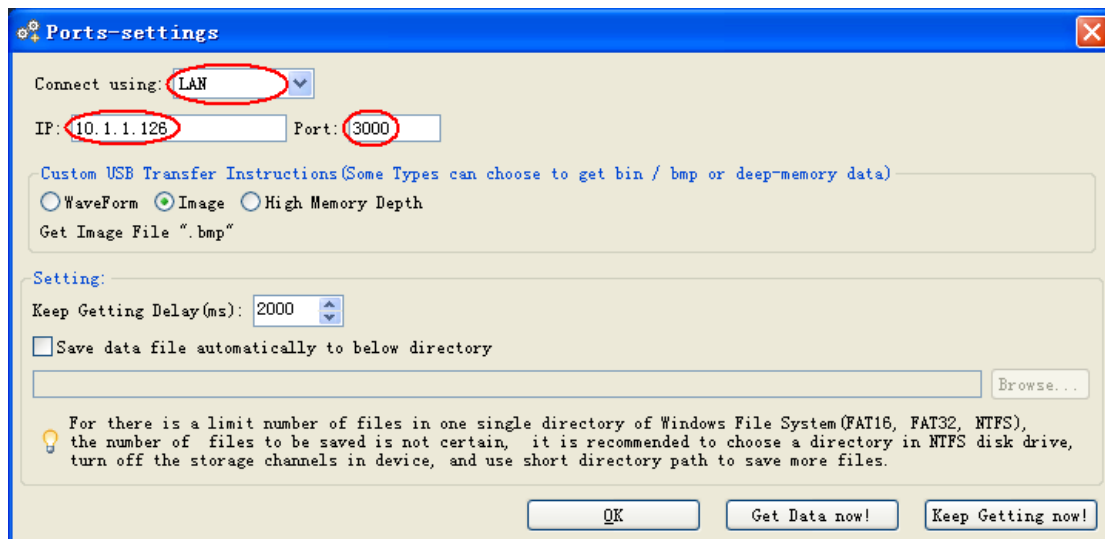 Ports-settings
Connect using: LAN
IP: 10.1.1.126 Port: 3000
Custom USB Transfer Instructions(Some Types can choose to get bin / bmp or deep-memory data)
WaveForm Image High Memory Depth
Get Image File ".bmp"
Setting:
Keep Getting Delay(ms): 2000
Save data file automatically to below directory
Browse...
For there is a limit number of files in one single directory of Windows File System(FAT16, FAT32, NTFS),
the number of files to be saved is not certain, it is recommended to choose a directory in NTFS disk drive,
turn off the storage channels in device, and use short directory path to save more files.
OK Get Data now! Keep Getting now!